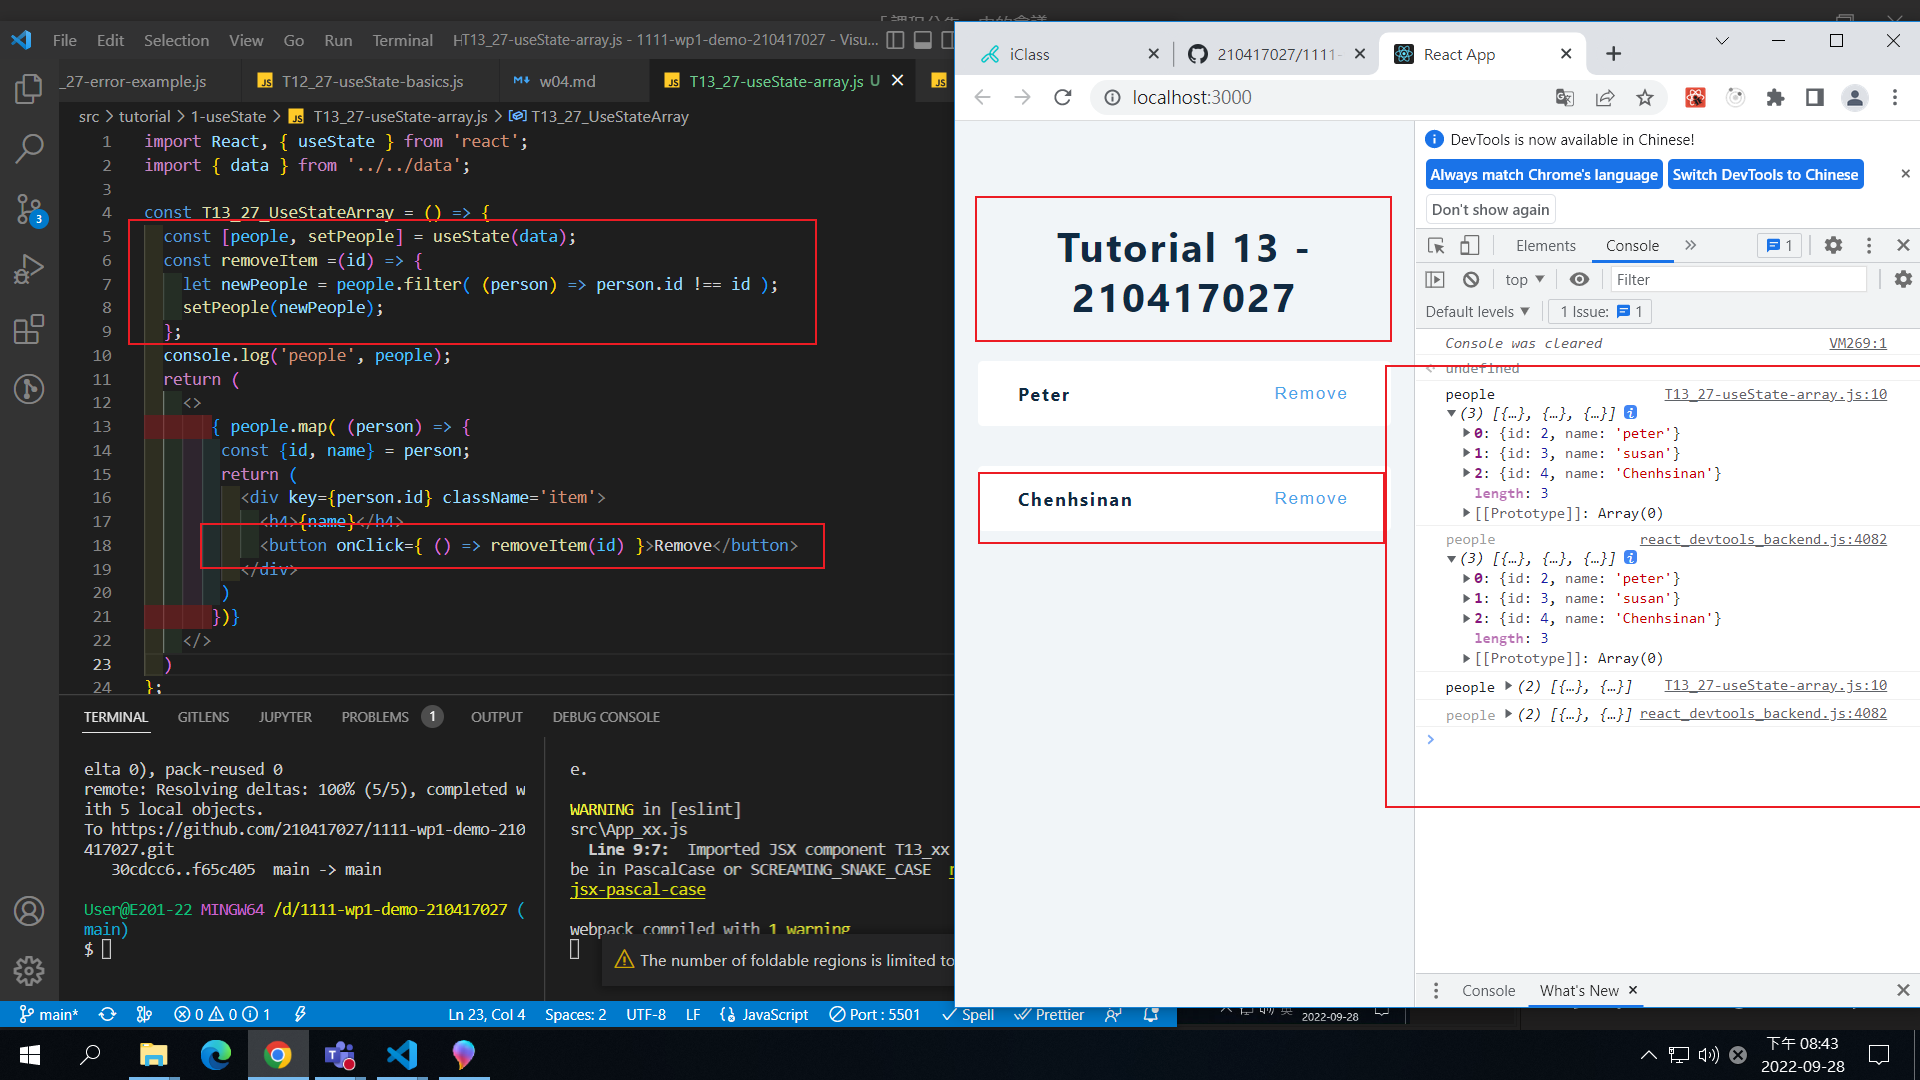 File Edit Selection View Go Run Terminal T13_27-useState-array.js - 1111-wp1-demo-210417027 - Visu...
_27-error-example.js T12_27-useState-basics.js w04.md T13_27-useState-array.js U
src > tutorial > 1-useState > T13_27-useState-array.js > T13_27_UseStateArray
1 import React, { useState } from 'react';
2 import { data } from '../../data';
3
4 const T13_27_UseStateArray = () => {
5 const [people, setPeople] = useState(data);
6 const removeItem =(id) => {
7 let newPeople = people.filter( (person) => person.id !== id );
8 setPeople(newPeople);
9 };
10 console.log('people', people);
11 return (
12 <>
13 { people.map( (person) => {
14 const {id, name} = person;
15 return (
16 <div key={person.id} className='item'>
17 <h4>{name}</h4>
18 <button onClick={ () => removeItem(id) }>Remove</button>
19 </div>
20 )
21 })}
22 </>
23 )
24 };
3
TERMINAL GITLENS JUPYTER PROBLEMS 1 OUTPUT DEBUG CONSOLE
elta 0), pack-reused 0
remote: Resolving deltas: 100% (5/5), completed w
ith 5 local objects.
To https://github.com/210417027/1111-wp1-demo-210
417027.git
30cdcc6..f65c405 main -> main
User@E201-22 MINGW64 /d/1111-wp1-demo-210417027 (
main)
$
e.
WARNING in [eslint]
src\App_xx.js
Line 9:7: Imported JSX component T13_xx
be in PascalCase or SCREAMING_SNAKE_CASE
jsx-pascal-case
webpack compiled with 1 warning
The number of foldable regions is limited to
main* 0 0 1 Ln 23, Col 4 Spaces: 2 UTF-8 LF JavaScript Port : 5501 Spell Prettier
iClass 210417027/1111- React App
localhost:3000
Tutorial 13 -
210417027
Peter Remove
Chenhsinan Remove
DevTools is now available in Chinese!
Always match Chrome's language Switch DevTools to Chinese
Don't show again
Elements Console 1
top Filter
Default levels 1 Issue: 1
Console was cleared VM269:1
undefined
people T13_27-useState-array.js:10
(3) [{…}, {…}, {…}]
0: {id: 2, name: 'peter'}
1: {id: 3, name: 'susan'}
2: {id: 4, name: 'Chenhsinan'}
length: 3
[[Prototype]]: Array(0)
people react_devtools_backend.js:4082
(3) [{…}, {…}, {…}]
0: {id: 2, name: 'peter'}
1: {id: 3, name: 'susan'}
2: {id: 4, name: 'Chenhsinan'}
length: 3
[[Prototype]]: Array(0)
people (2) [{…}, {…}] T13_27-useState-array.js:10
people (2) [{…}, {…}] react_devtools_backend.js:4082
Console What's New
2022-09-28
下午 08:43
2022-09-28